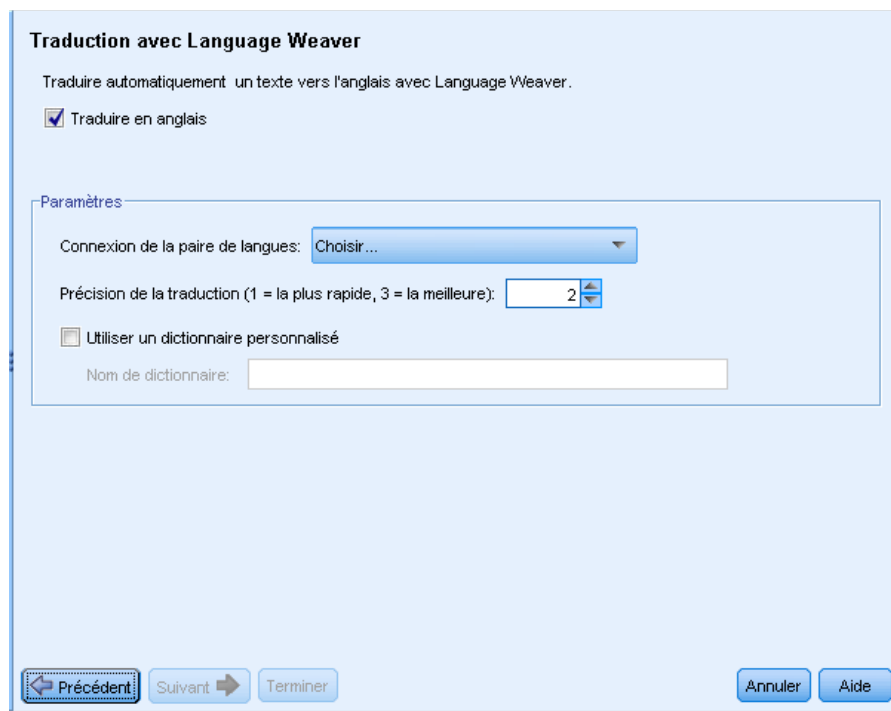 Traduction avec Language Weaver
Traduire automatiquement un texte vers l'anglais avec Language Weaver.
Traduire en anglais
Paramètres
Connexion de la paire de langues: Choisir...
Précision de la traduction (1 = la plus rapide, 3 = la meilleure): 2
Utiliser un dictionnaire personnalisé
Nom de dictionnaire:
Précédent Suivant Terminer Annuler Aide